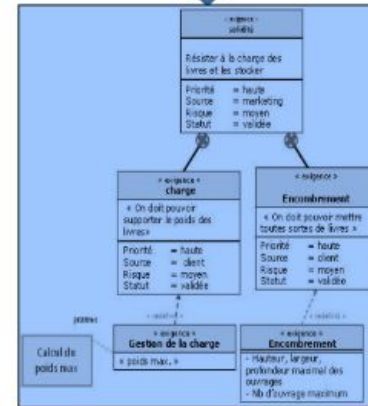 « exigence »
solidité
Résister à la charge des
livres et les stocker
Priorité = haute
Source = marketing
Risque = moyen
Statut = validée
« exigence »
charge
« On doit pouvoir
supporter le poids des
livres»
Priorité = haute
Source = client
Risque = moyen
Statut = validée
« exigence »
Encombrement
« On doit pouvoir mettre
toutes sortes de livres »
Priorité = haute
Source = client
Risque = moyen
Statut = validée
Calcul du
poids max
« exigence »
Gestion de la charge
« poids max. »
« exigence »
Encombrement
- Hauteur, largeur,
profondeur maximal des
ouvrages
- Nb d'ouvrage maximum